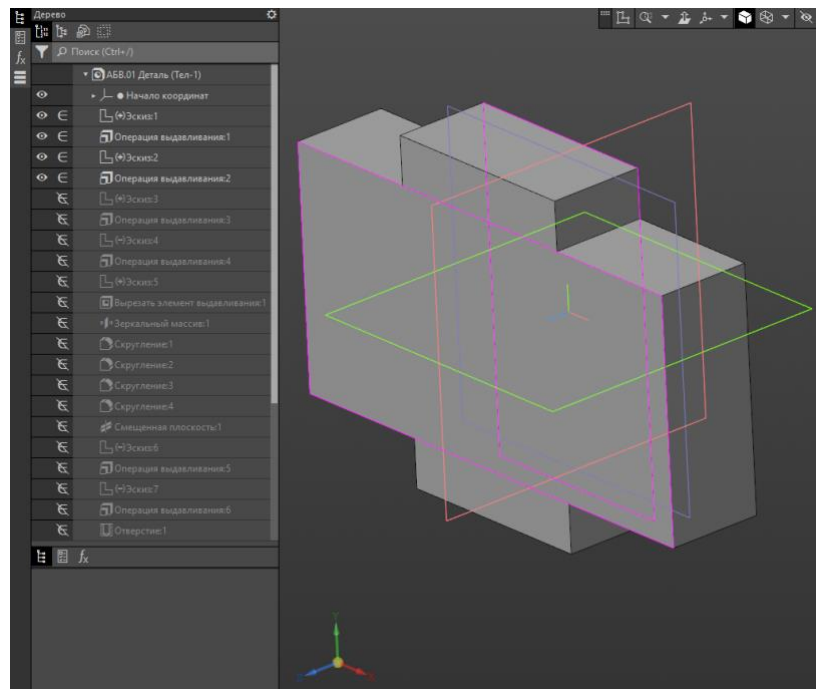 Дерево
Поиск (Ctrl+/)
АБВ.01 Деталь (Тел-1)
Начало координат
(+)Эскиз:1
Операция выдавливания:1
(+)Эскиз:2
Операция выдавливания:2
(+)Эскиз:3
Операция выдавливания:3
(-)Эскиз:4
Операция выдавливания:4
(+)Эскиз:5
Вырезать элемент выдавливания:1
Зеркальный массив:1
Скругление:1
Скругление:2
Скругление:3
Скругление:4
Смещенная плоскость:1
(-)Эскиз:6
Операция выдавливания:5
(-)Эскиз:7
Операция выдавливания:6
Отверстие:1